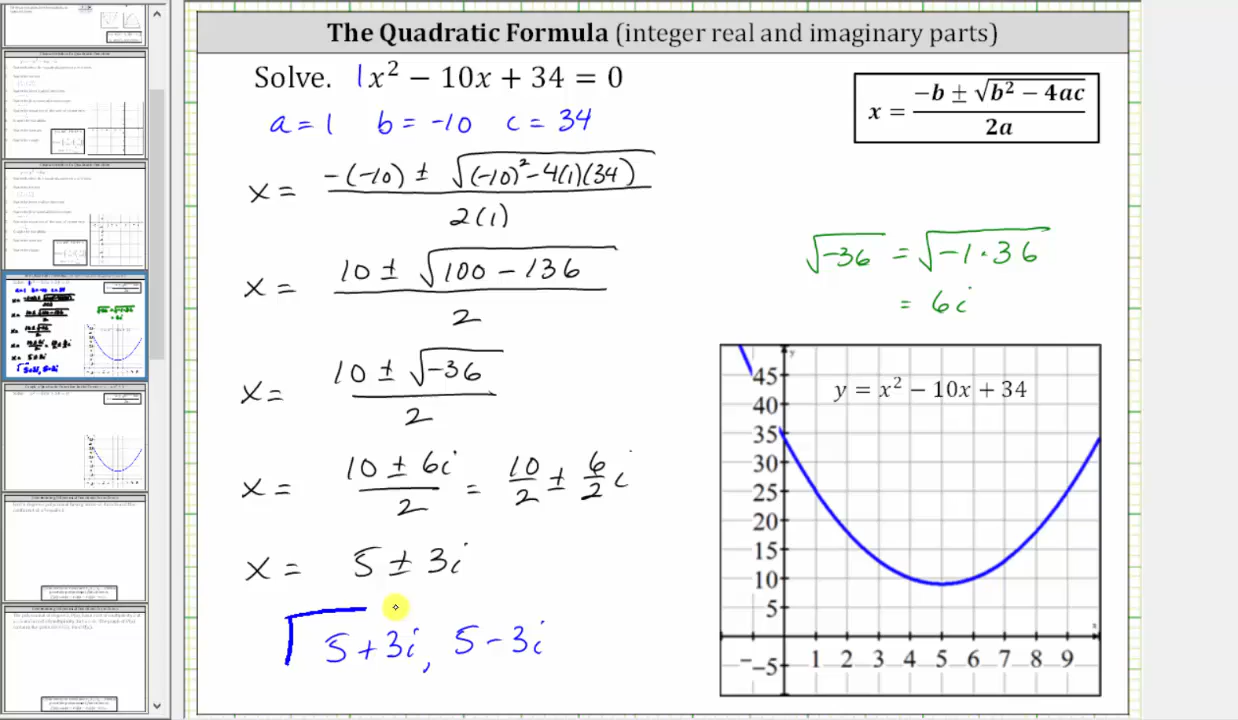 The Quadratic Formula (integer real and imaginary parts)
Solve. 1x² − 10x + 34 = 0
x = (-b ± √(b² − 4ac)) / 2a
a = 1 b = -10 c = 34
x = (-(-10) ± √((-10)² - 4(1)(34))) / 2(1)
x = (10 ± √(100 - 136)) / 2
√-36 = √-1·36
= 6i
x = (10 ± √-36) / 2
x = (10 ± 6i) / 2 = 10/2 ± 6/2 i
x = 5 ± 3i
5 + 3i, 5 - 3i
y = x² − 10x + 34
y
45
40
35
30
25
20
15
10
5
−5
1 2 3 4 5 6 7 8 9
x